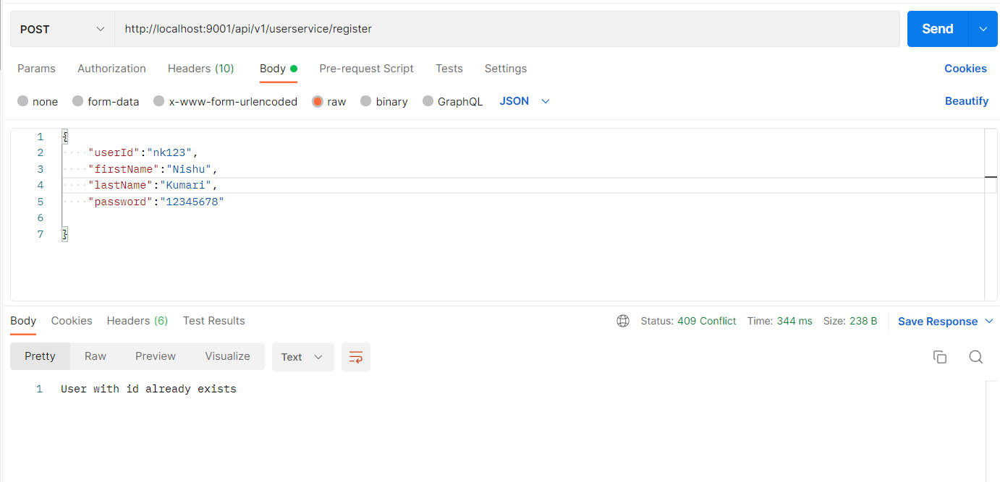 POST http://localhost:9001/api/v1/userservice/register Send
Params Authorization Headers (10) Body Pre-request Script Tests Settings Cookies
none form-data x-www-form-urlencoded raw binary GraphQL JSON Beautify
1 {
2 ····"userId":"nk123",
3 ····"firstName":"Nishu",
4 ····"lastName":"Kumari",
5 ····"password":"12345678"
6
7 }
Body Cookies Headers (6) Test Results Status: 409 Conflict Time: 344 ms Size: 238 B Save Response
Pretty Raw Preview Visualize Text
1 User with id already exists